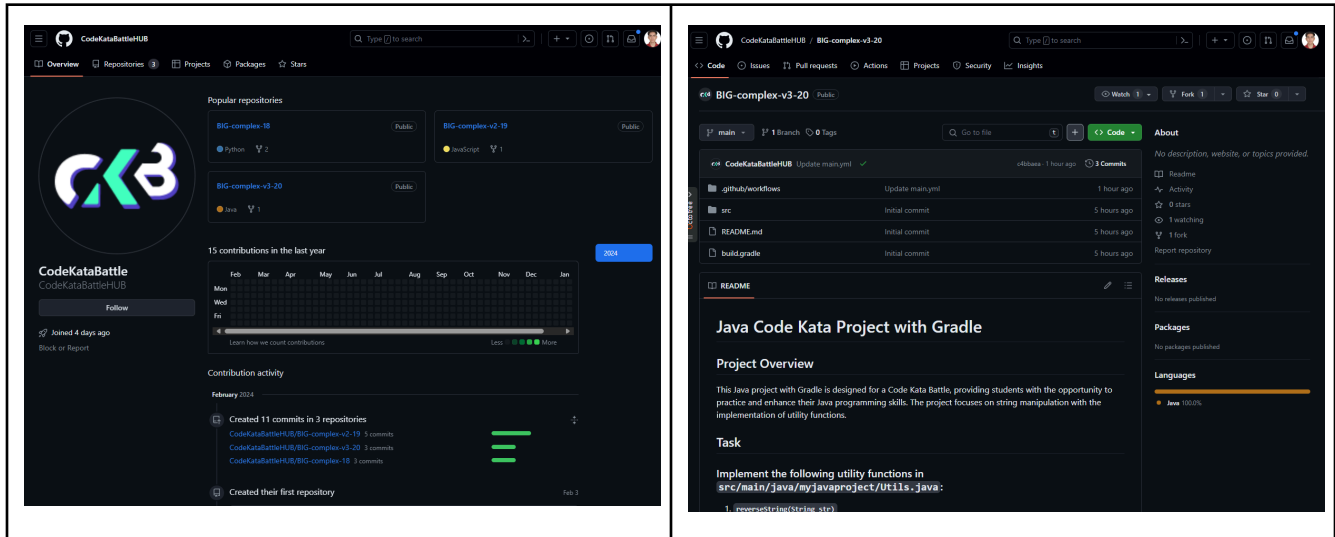 CodeKataBattleHUB
Type / to search
Overview Repositories 3 Projects Packages Stars
CKB
CodeKataBattle
CodeKataBattleHUB
Follow
Joined 4 days ago
Block or Report
Popular repositories
BIG-complex-18 Public
Python 2
BIG-complex-v2-19 Public
JavaScript 1
BIG-complex-v3-20 Public
Java 1
15 contributions in the last year
2024
Feb Mar Apr May Jun Jul Aug Sep Oct Nov Dec Jan
Mon
Wed
Fri
Learn how we count contributions Less More
Contribution activity
February 2024
Created 11 commits in 3 repositories
CodeKataBattleHUB/BIG-complex-v2-19 5 commits
CodeKataBattleHUB/BIG-complex-v3-20 3 commits
CodeKataBattleHUB/BIG-complex-18 3 commits
Created their first repository Feb 3
CodeKataBattleHUB / BIG-complex-v3-20
Type / to search
Code Issues Pull requests Actions Projects Security Insights
BIG-complex-v3-20 Public Watch 1 Fork 1 Star 0
main 1 Branch 0 Tags Go to file t + Code
CodeKataBattleHUB Update main.yml c4bbaea · 1 hour ago 3 Commits
.github/workflows Update main.yml 1 hour ago
src Initial commit 5 hours ago
README.md Initial commit 5 hours ago
build.gradle Initial commit 5 hours ago
README
Java Code Kata Project with Gradle
Project Overview
This Java project with Gradle is designed for a Code Kata Battle, providing students with the opportunity to
practice and enhance their Java programming skills. The project focuses on string manipulation with the
implementation of utility functions.
Task
Implement the following utility functions in
src/main/java/myjavaproject/Utils.java:
1. reverseString(String str)
About
No description, website, or topics provided.
Readme
Activity
0 stars
1 watching
1 fork
Report repository
Releases
No releases published
Packages
No packages published
Languages
Java 100.0%